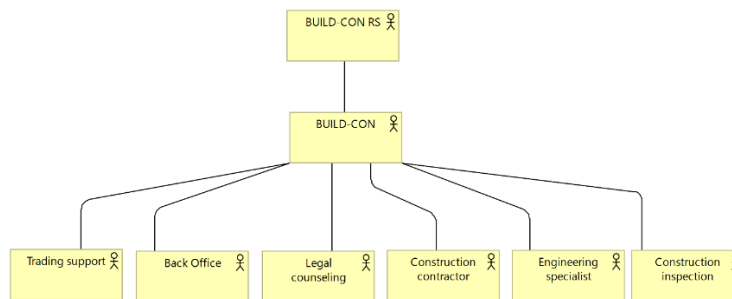 BUILD-CON RS
BUILD-CON
Trading support
Back Office
Legal
counseling
Construction
contractor
Engineering
specialist
Construction
inspection